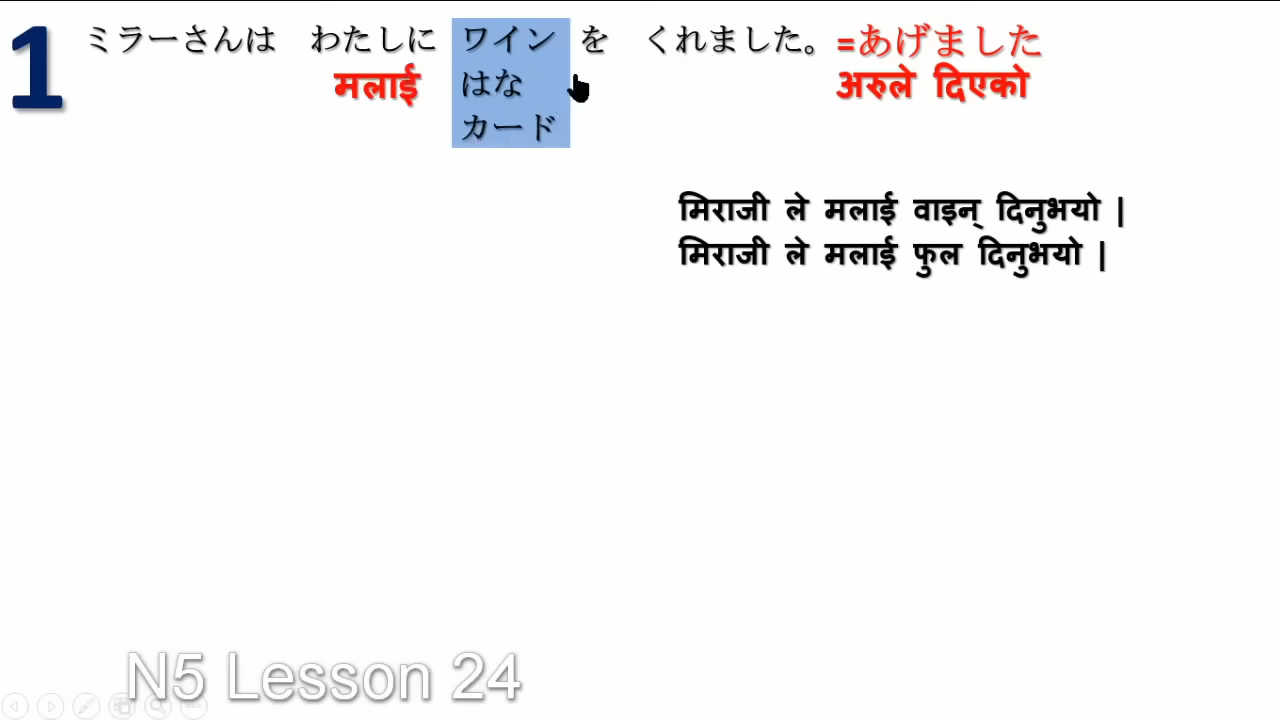 1 ミラーさんは わたしに ワイン を くれました。=あげました
मलाई はな अरुले दिएको
カード
मिराजी ले मलाई वाइन् दिनुभयो |
मिराजी ले मलाई फुल दिनुभयो |
N5 Lesson 24